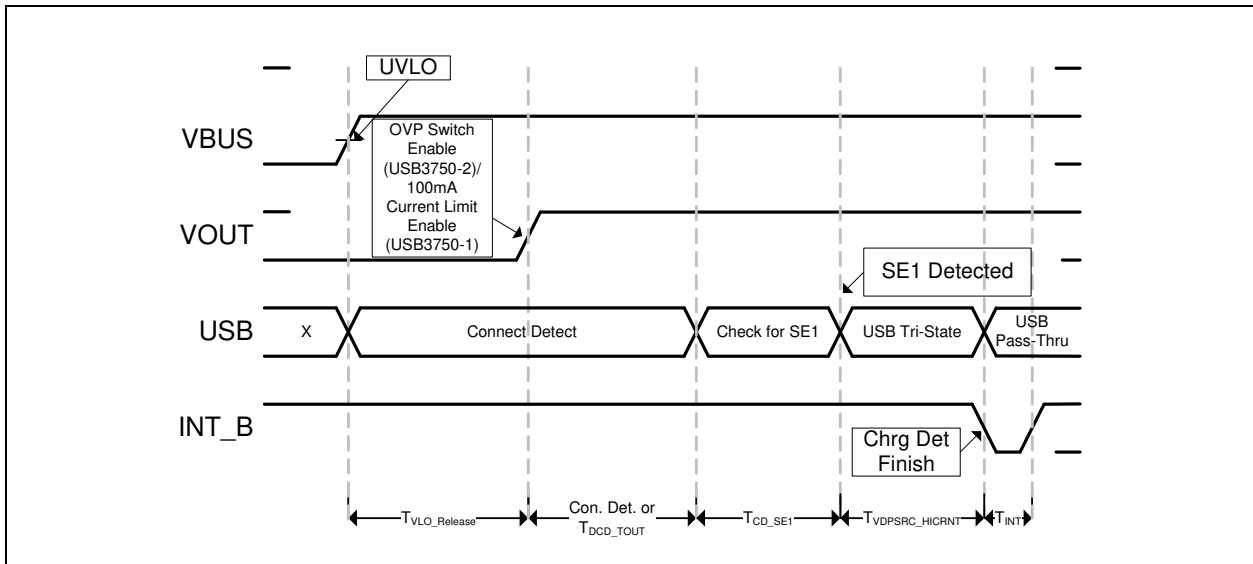 UVLO
VBUS
OVP Switch
Enable
(USB3750-2)/
100mA
Current Limit
Enable
(USB3750-1)
VOUT
SE1 Detected
USB
X
Connect Detect
Check for SE1
USB Tri-State
USB
Pass-Thru
INT_B
Chrg Det
Finish
TVLO_Release
Con. Det. or
TDCD_TOUT
TCD_SE1
TVDPSRC_HICRNT
TINT